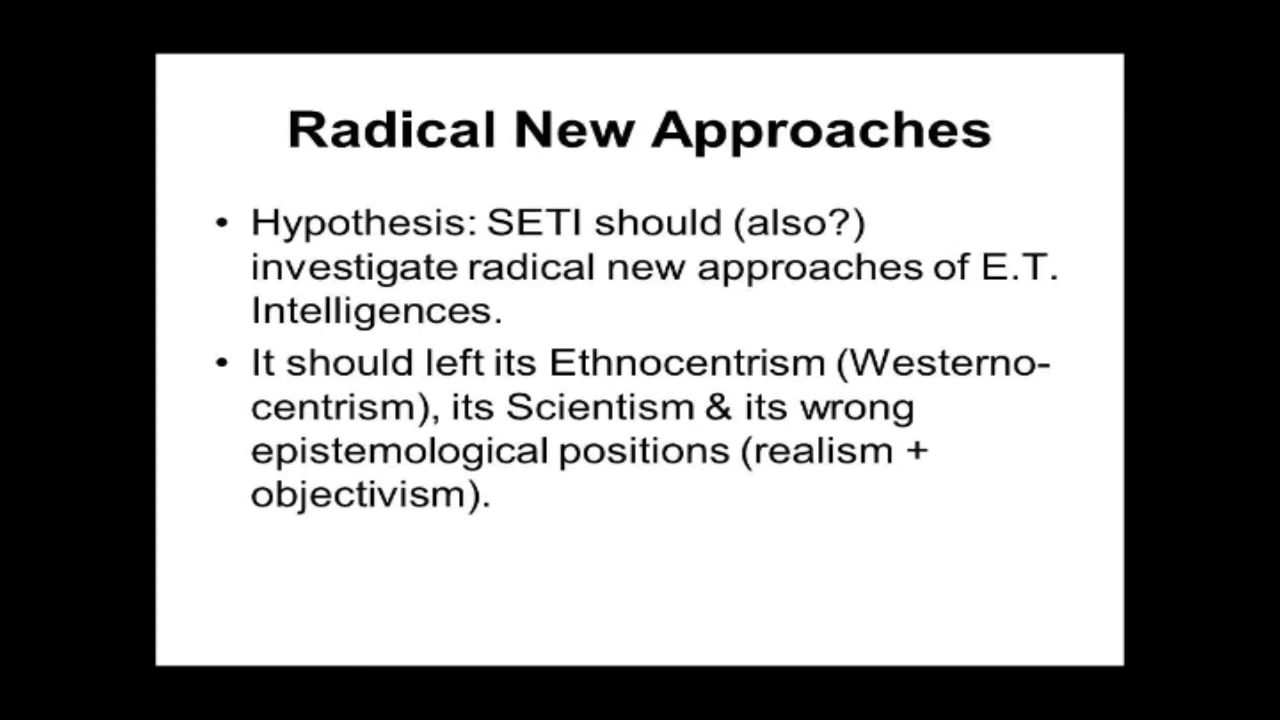 Radical New Approaches
• Hypothesis: SETI should (also?)
investigate radical new approaches of E.T.
Intelligences.
• It should left its Ethnocentrism (Westerno-
centrism), its Scientism & its wrong
epistemological positions (realism +
objectivism).